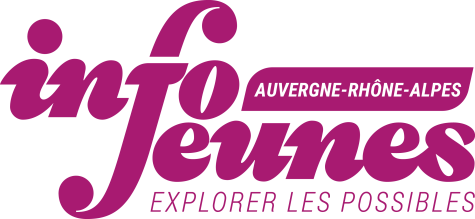 info
AUVERGNE-RHÔNE-ALPES
Jeunes
EXPLORER LES POSSIBLES